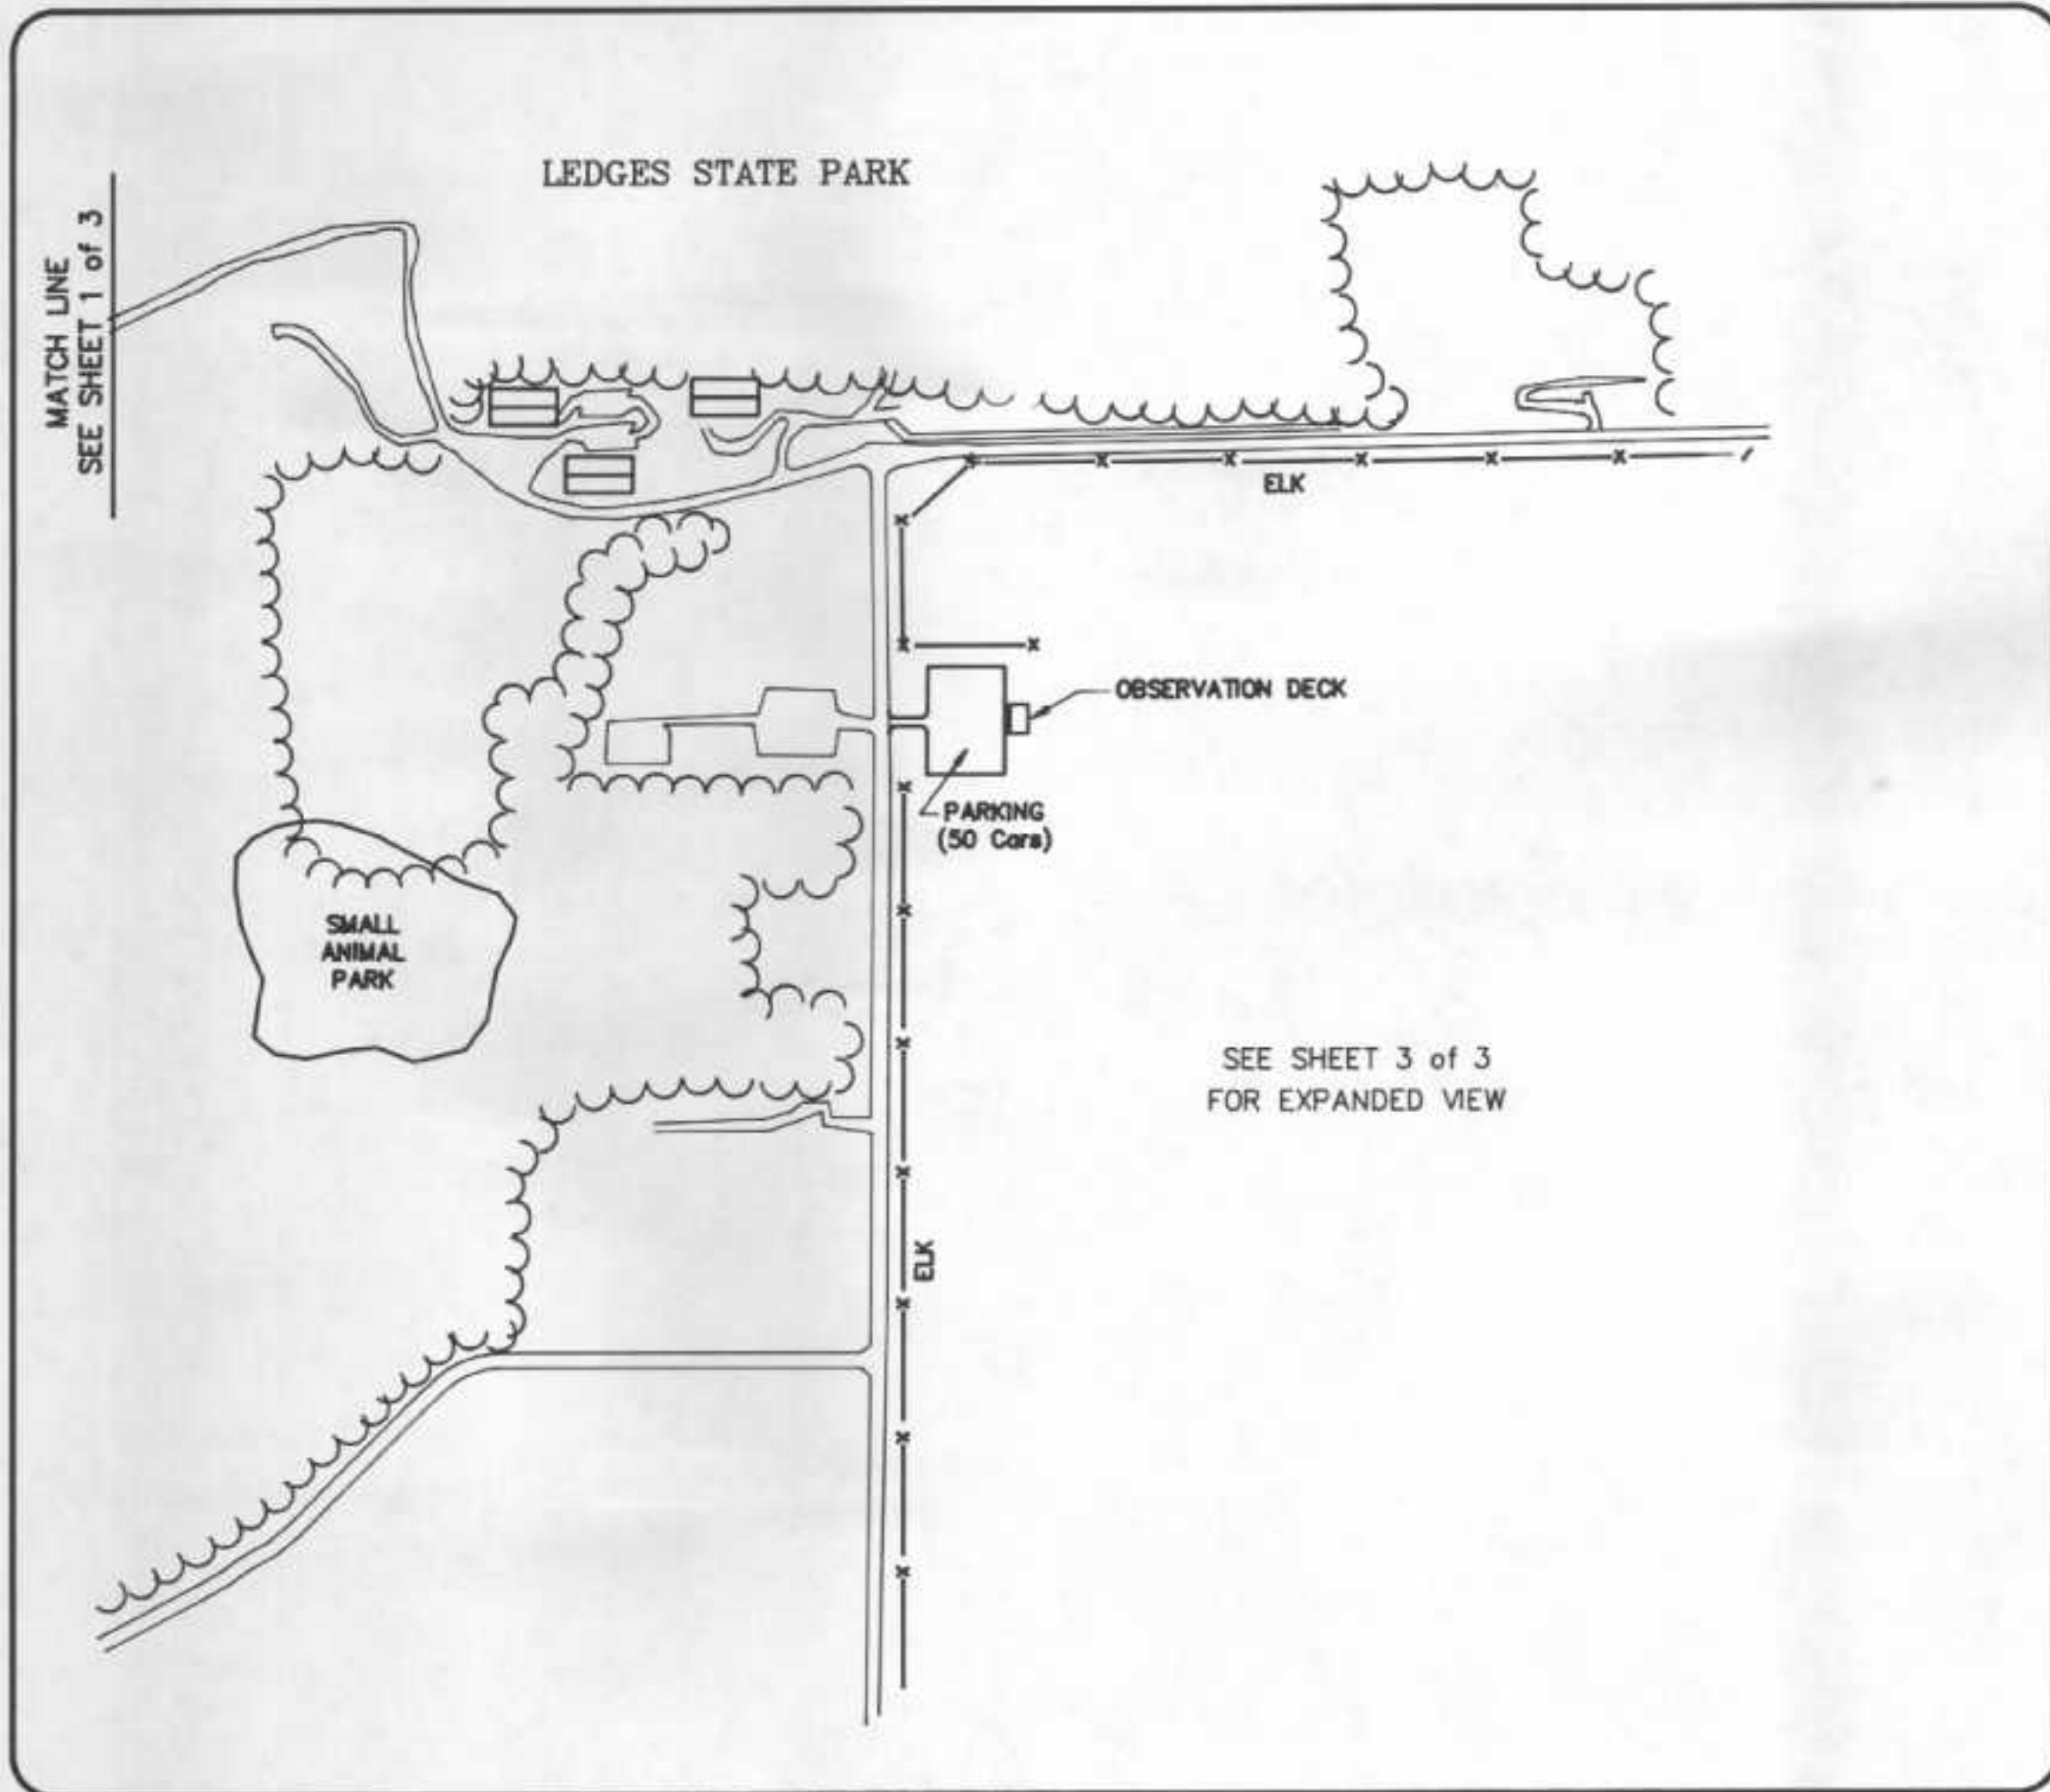 LEDGES STATE PARK
MATCH LINE
SEE SHEET 1 of 3
ELK
OBSERVATION DECK
PARKING
(50 Cars)
SMALL
ANIMAL
PARK
SEE SHEET 3 of 3
FOR EXPANDED VIEW
ELK